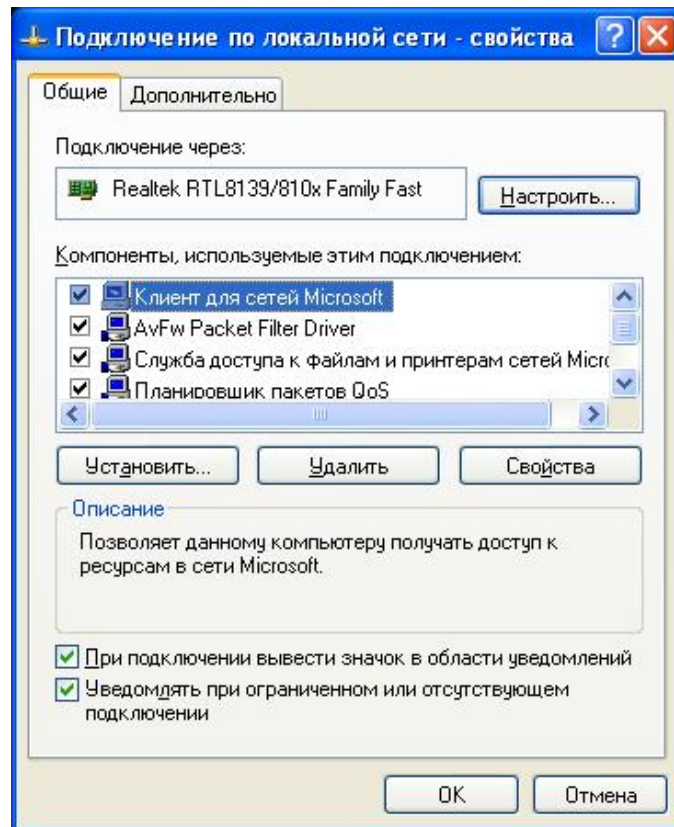 Подключение по локальной сети - свойства
Общие
Дополнительно
Подключение через:
Realtek RTL8139/810x Family Fast
Настроить...
Компоненты, используемые этим подключением:
Клиент для сетей Microsoft
AvFw Packet Filter Driver
Служба доступа к файлам и принтерам сетей Micro
Планировщик пакетов QoS
Установить...
Удалить
Свойства
Описание
Позволяет данному компьютеру получать доступ к
ресурсам в сети Microsoft.
При подключении вывести значок в области уведомлений
Уведомлять при ограниченном или отсутствующем
подключении
OK
Отмена